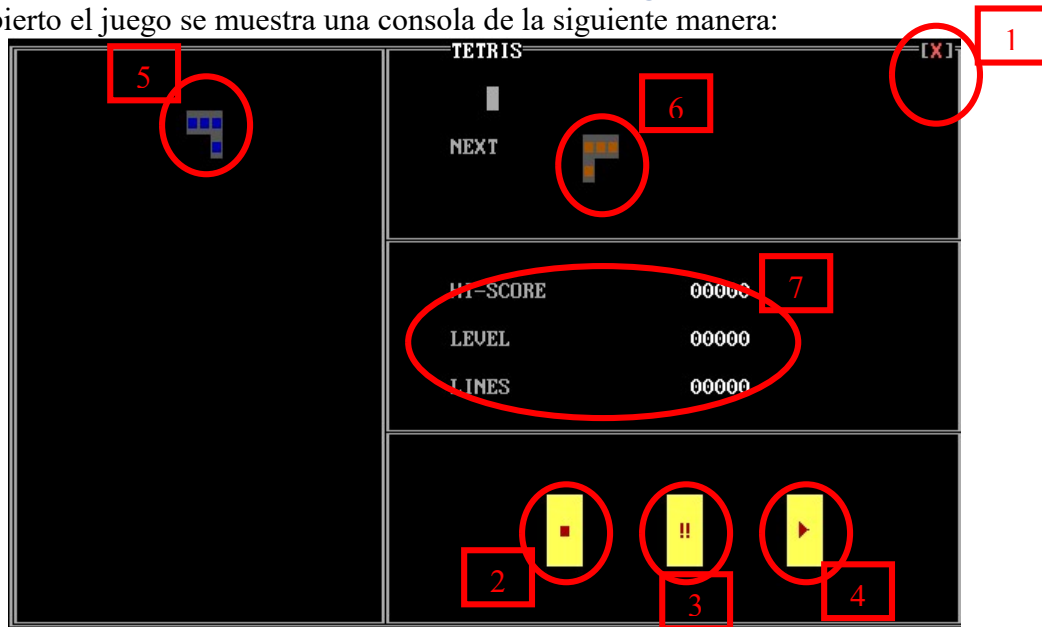 bierto el juego se muestra una consola de la siguiente manera:
1
TETRIS
[X]
5
6
NEXT
7
HI-SCORE 00000
LEVEL 00000
LINES 00000
!!
2
3
4